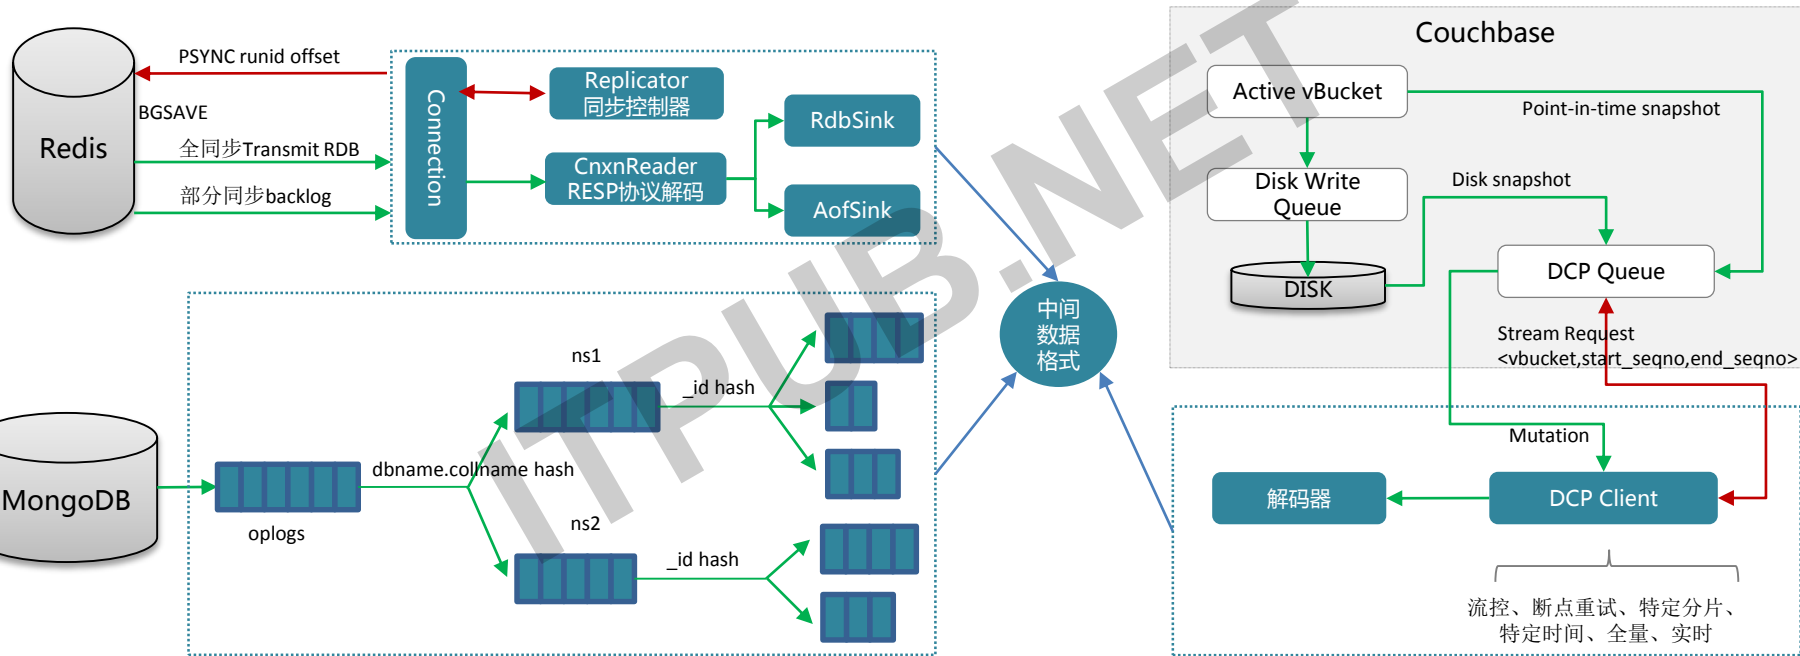 PSYNC runid offset
BGSAVE
Redis
全同步Transmit RDB
部分同步backlog
Connection
Replicator
同步控制器
CnxnReader
RESP协议解码
RdbSink
AofSink
MongoDB
oplogs
dbname.collname hash
ns1
_id hash
ns2
_id hash
中间
数据
格式
Couchbase
Active vBucket
Point-in-time snapshot
Disk Write
Queue
Disk snapshot
DISK
DCP Queue
Stream Request
<vbucket,start_seqno,end_seqno>
Mutation
解码器
DCP Client
流控、断点重试、特定分片、
特定时间、全量、实时
ITPUB.NET